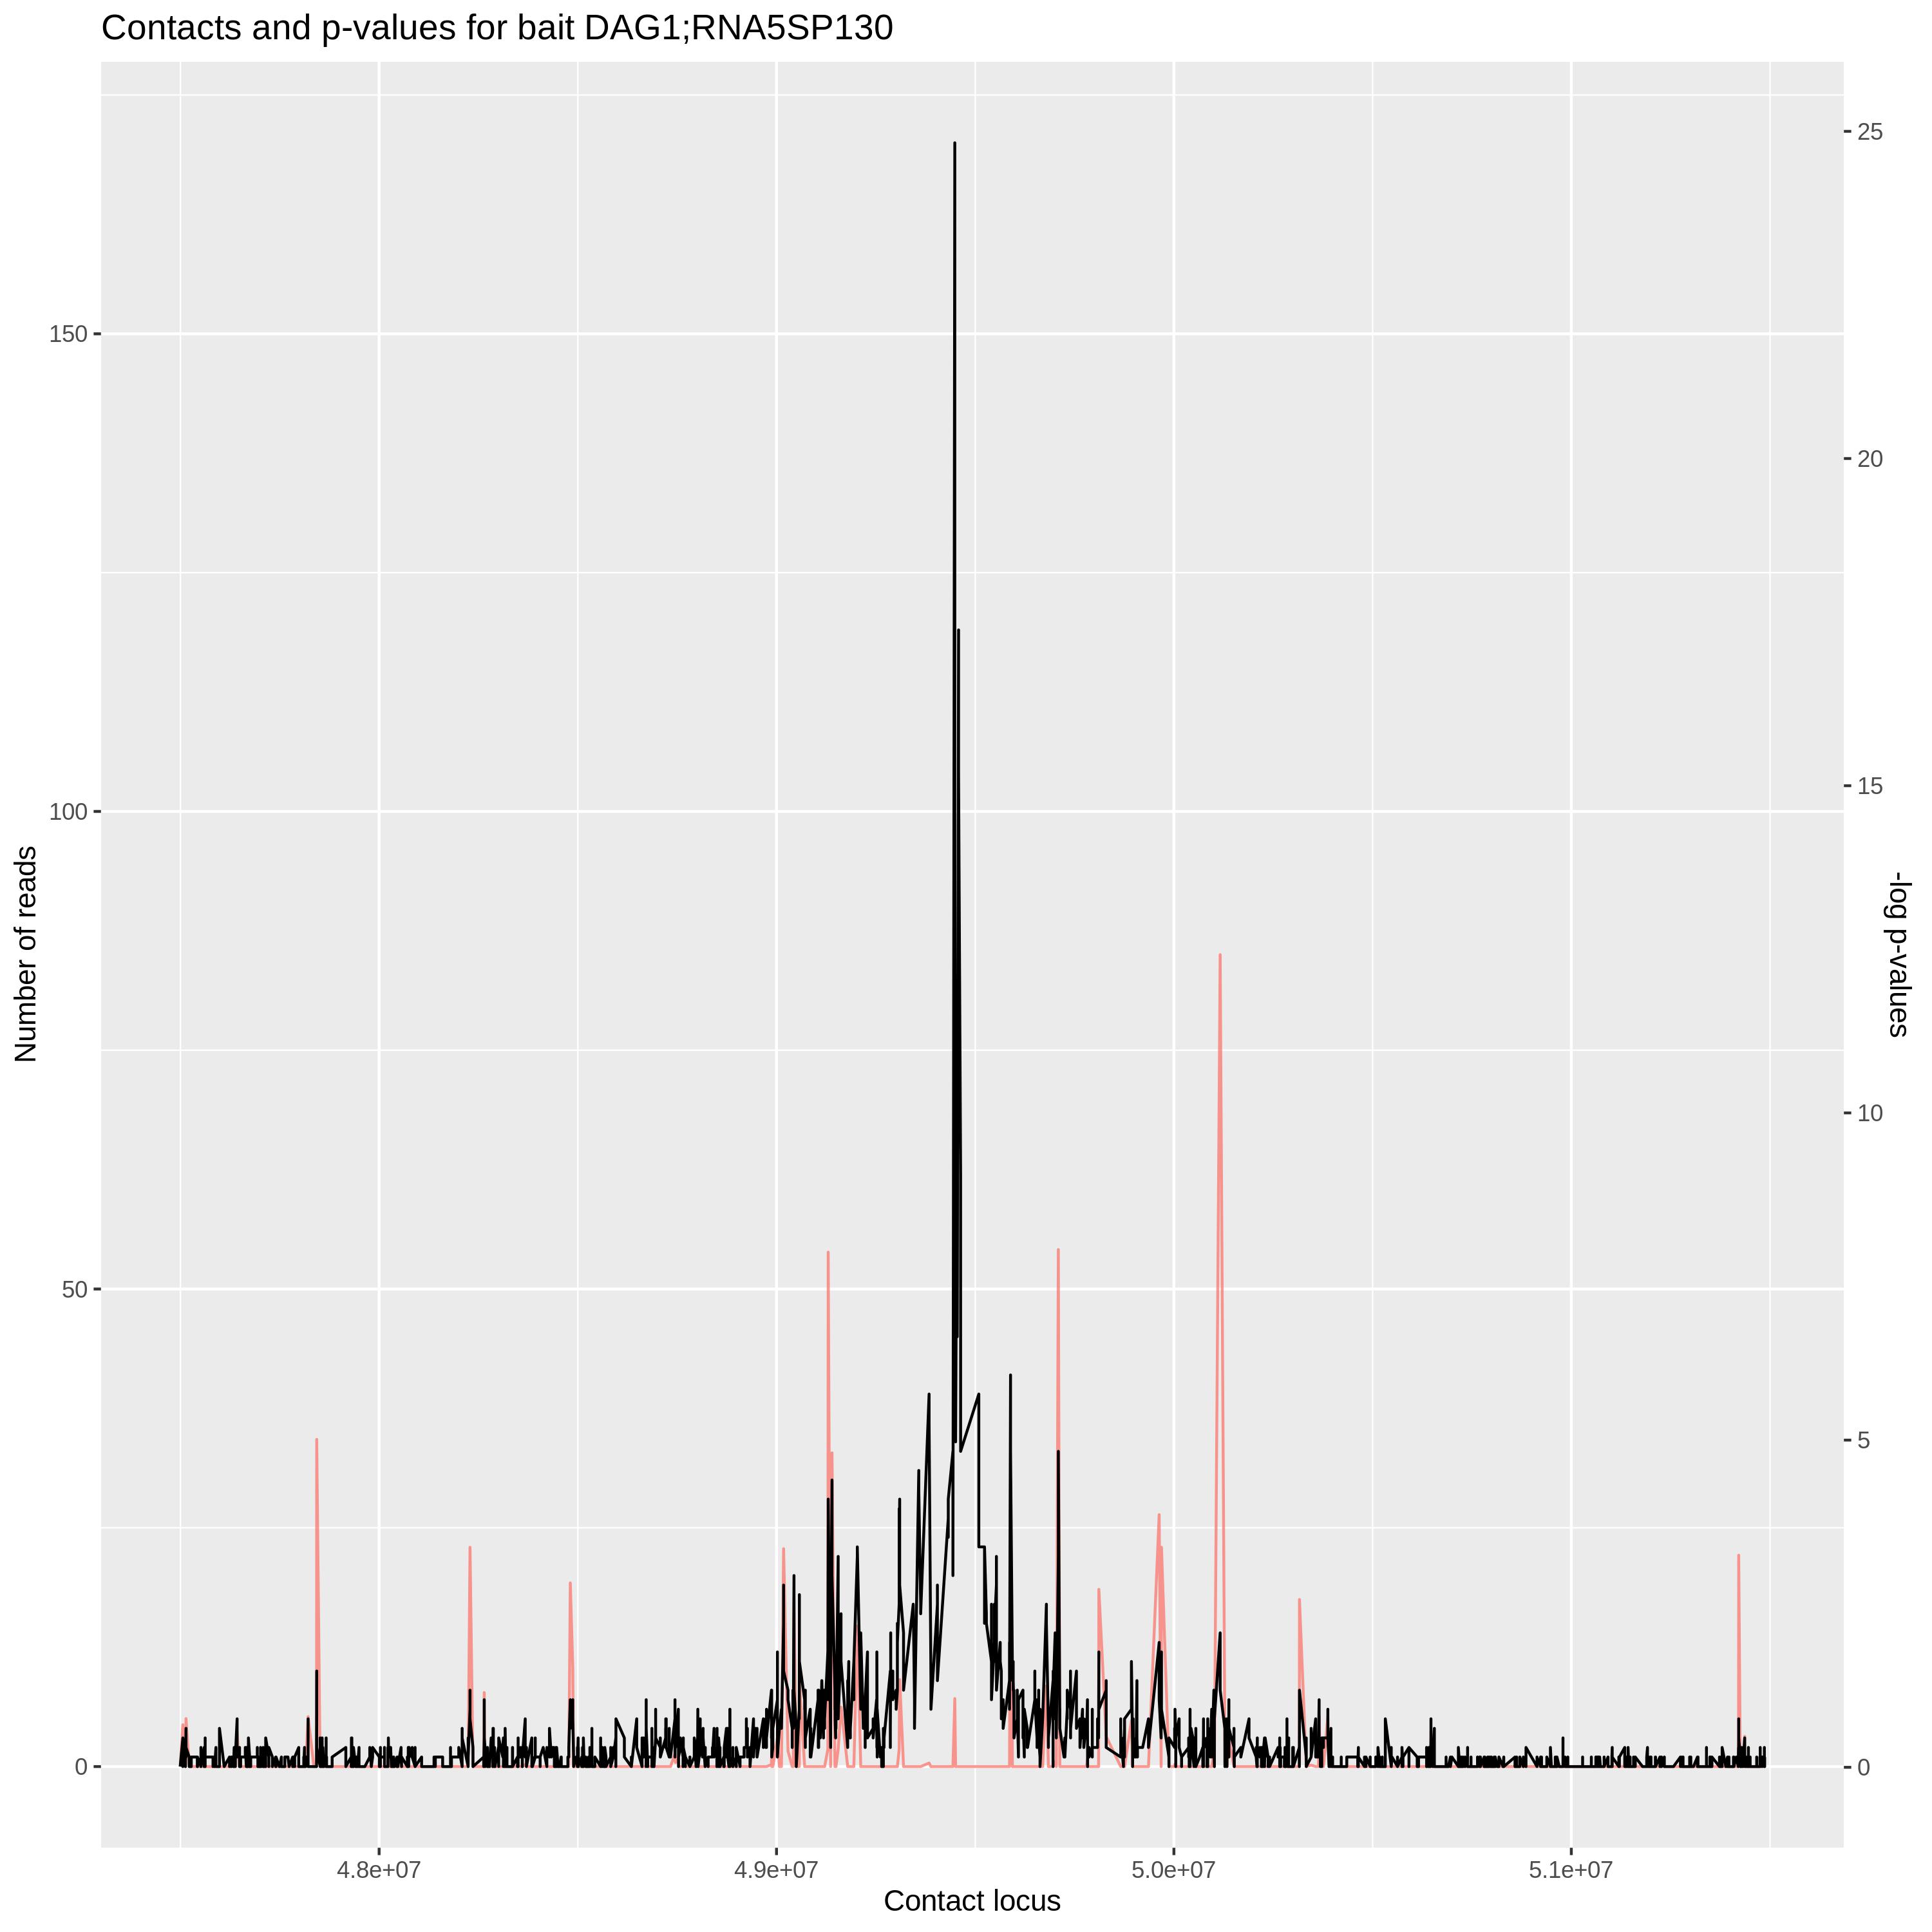 Contacts and p-values for bait DAG1;RNA5SP130
150
100
50
0
Number of reads
25
20
15
10
5
0
-log p-values
4.8e+07
4.9e+07
5.0e+07
5.1e+07
Contact locus